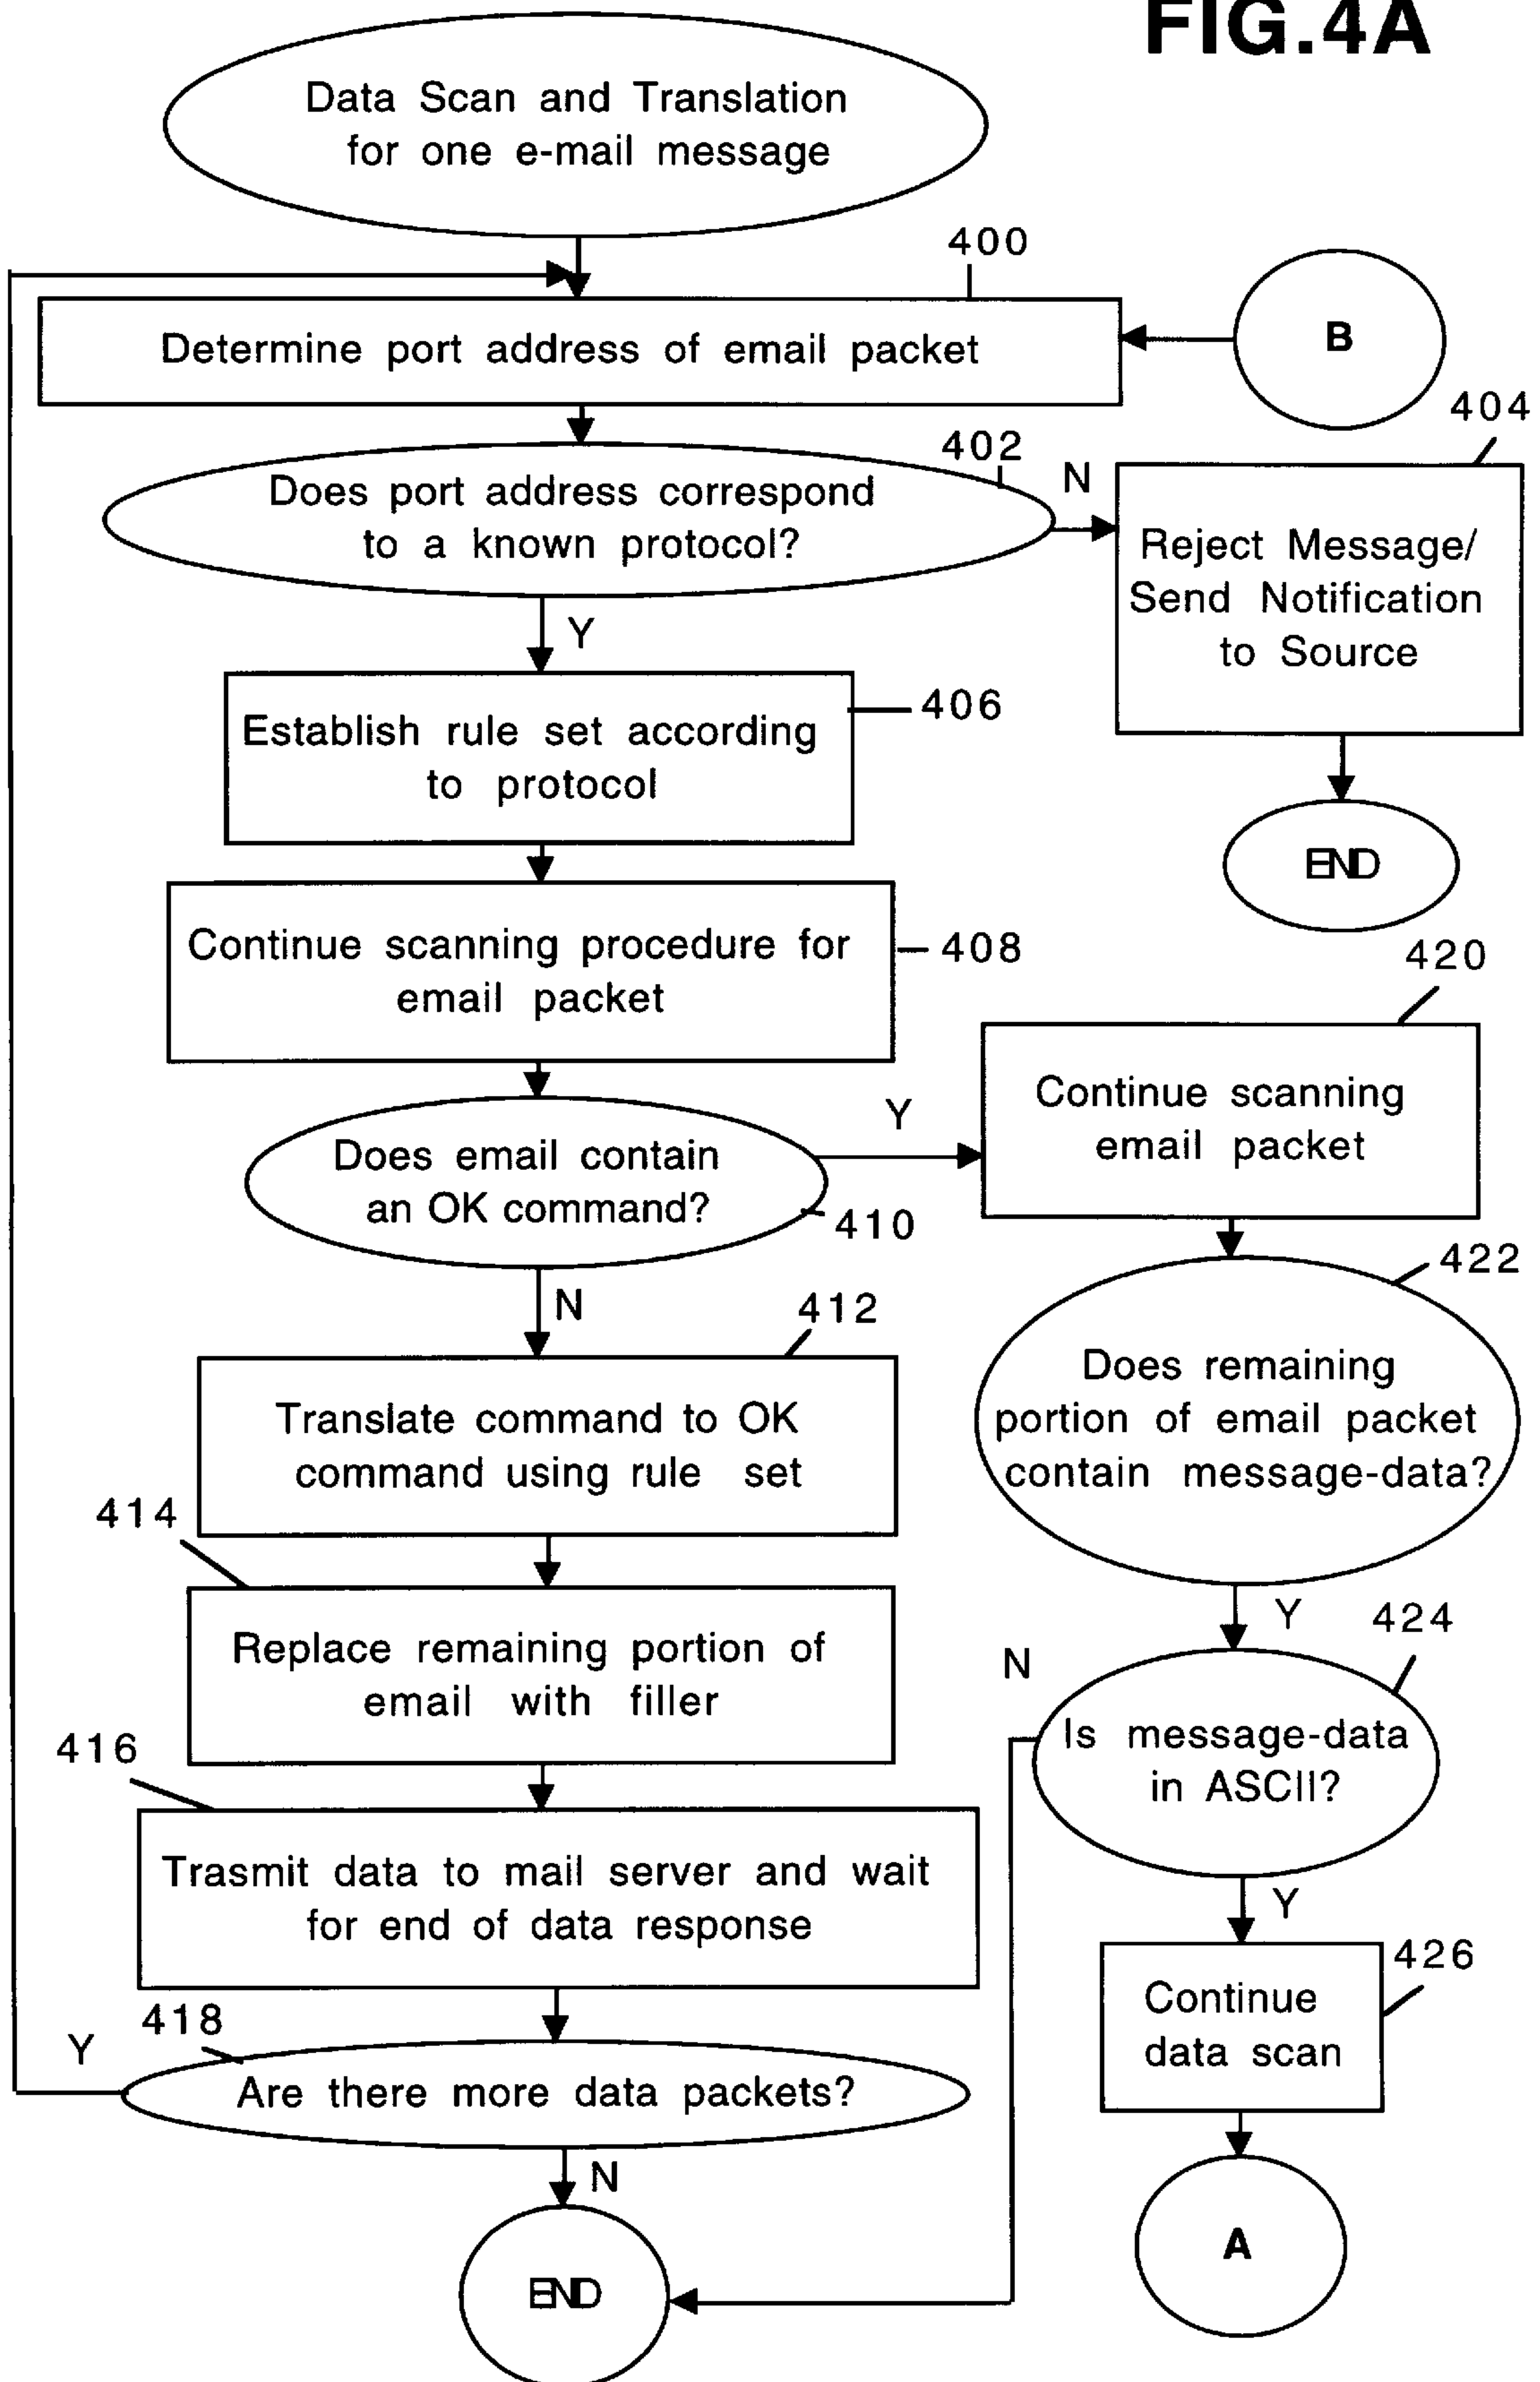 FIG.4A
Data Scan and Translation
for one e-mail message
400
Determine port address of email packet
B
402
Does port address correspond
to a known protocol?
N
404
Reject Message/
Send Notification
to Source
END
Y
406
Establish rule set according
to protocol
408
Continue scanning procedure for
email packet
Does email contain
an OK command?
410
Y
420
Continue scanning
email packet
422
Does remaining
portion of email packet
contain message-data?
N
412
Translate command to OK
command using rule set
414
Replace remaining portion of
email with filler
416
Trasmit data to mail server and wait
for end of data response
418
Y
Are there more data packets?
N
END
Y
424
N
Is message-data
in ASCII?
Y
426
Continue
data scan
A